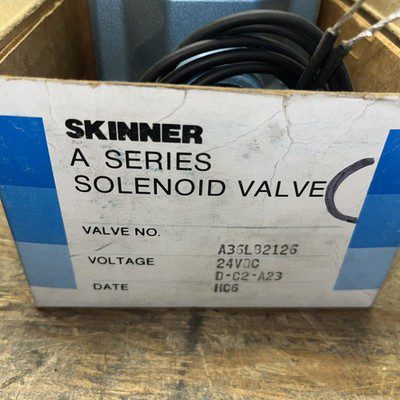 SKINNER
A SERIES
SOLENOID VALVE
VALVE NO. A36LB2126
VOLTAGE 24VDC
D-C2-A23
DATE HC6